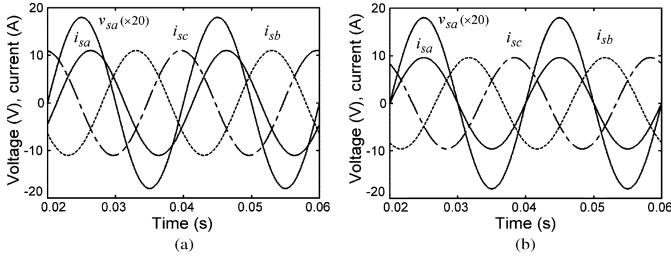 20
10
0
-10
-20
Voltage (V), current (A)
v_sa (×20)
i_sa
i_sc
i_sb
0.02 0.03 0.04 0.05 0.06
Time (s)
(a)
20
10
0
-10
-20
Voltage (V), current (A)
v_sa (×20)
i_sa
i_sc
i_sb
0.02 0.03 0.04 0.05 0.06
Time (s)
(b)